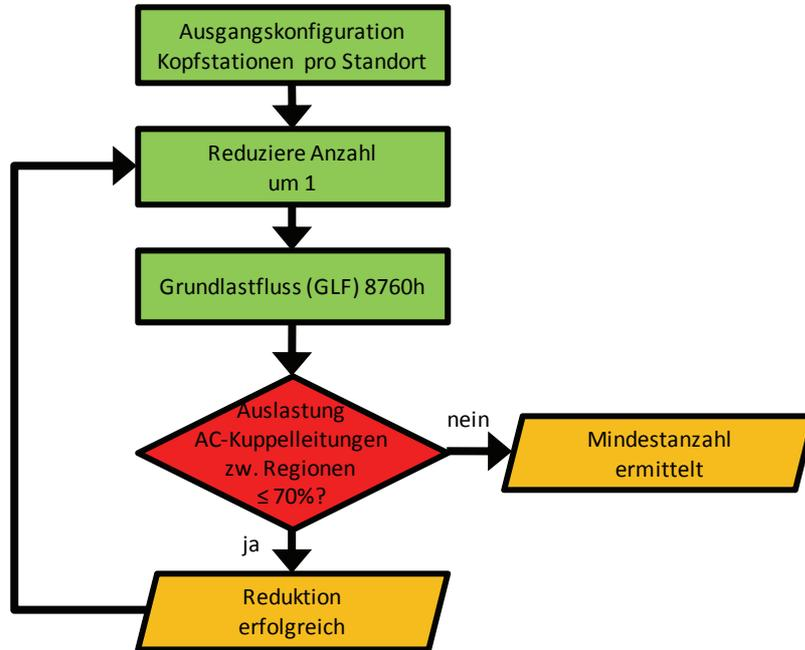 Ausgangskonfiguration
Kopfstationen pro Standort
Reduziere Anzahl
um 1
Grundlastfluss (GLF) 8760h
Auslastung
AC-Kuppelleitungen
zw. Regionen
≤ 70%?
nein
Mindestanzahl
ermittelt
ja
Reduktion
erfolgreich